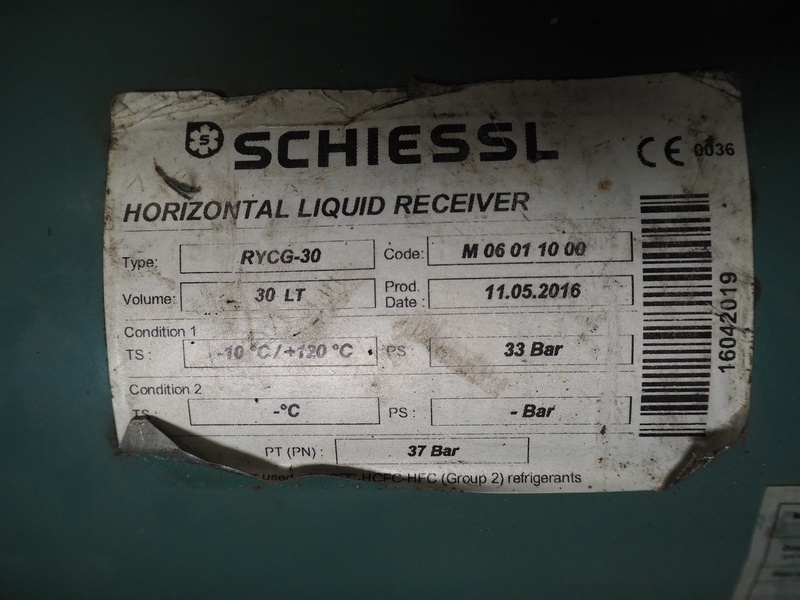 S SCHIESSL
CE 0036
HORIZONTAL LIQUID RECEIVER
Type: RYCG-30 Code: M 06 01 10 00
Volume: 30 LT Prod. Date : 11.05.2016
Condition 1
TS : -10 °C / +120 °C PS : 33 Bar
Condition 2
TS : -°C PS : - Bar
PT (PN) : 37 Bar
HCFC-HFC (Group 2) refrigerants
16042019